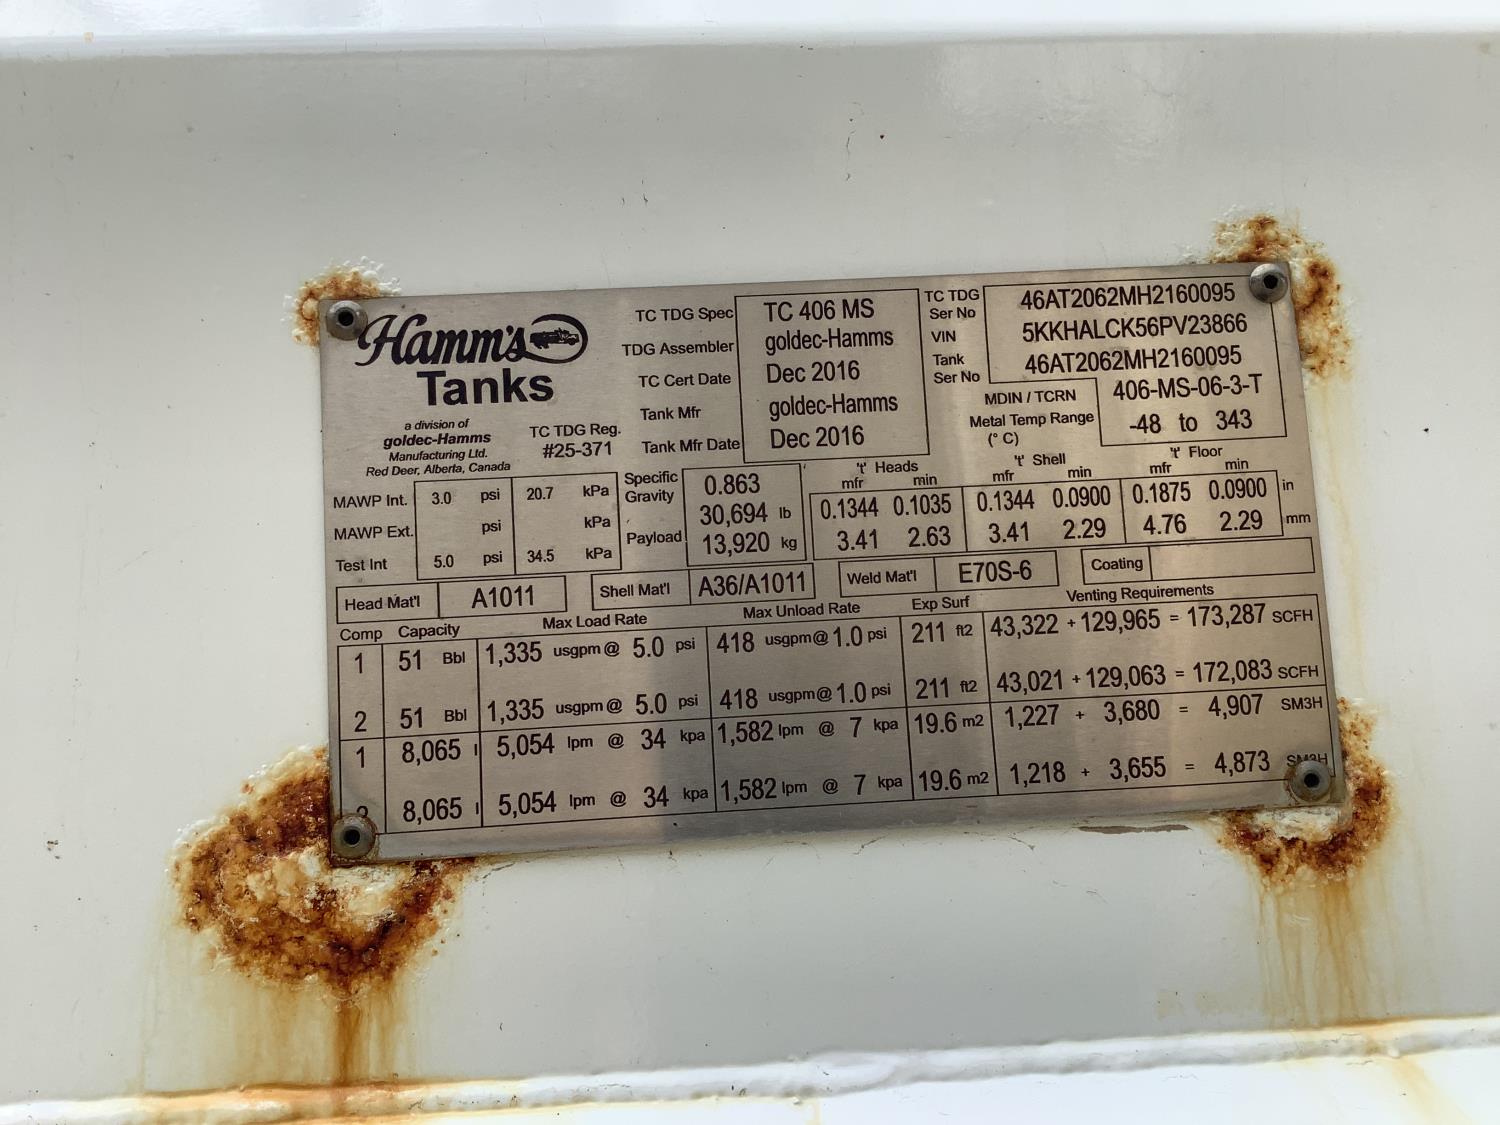 Hamm's
Tanks
a division of
goldec-Hamms
Manufacturing Ltd.
Red Deer, Alberta, Canada
TC TDG Reg.
#25-371
TC TDG Spec TC 406 MS
TDG Assembler goldec-Hamms
TC Cert Date Dec 2016
Tank Mfr goldec-Hamms
Tank Mfr Date Dec 2016
TC TDG Ser No 46AT2062MH2160095
VIN 5KKHALCK56PV23866
Tank Ser No 46AT2062MH2160095
MDIN / TCRN 406-MS-06-3-T
Metal Temp Range (° C) -48 to 343
MAWP Int. 3.0 psi 20.7 kPa
MAWP Ext. psi kPa
Test Int 5.0 psi 34.5 kPa
Specific Gravity 0.863
Payload 30,694 lb
13,920 kg
't' Heads 't' Shell 't' Floor
mfr min mfr min mfr min
0.1344 0.1035 0.1344 0.0900 0.1875 0.0900 in
3.41 2.63 3.41 2.29 4.76 2.29 mm
Head Mat'l A1011 Shell Mat'l A36/A1011 Weld Mat'l E70S-6 Coating
Comp Capacity Max Load Rate Max Unload Rate Exp Surf Venting Requirements
1 51 Bbl 1,335 usgpm @ 5.0 psi 418 usgpm @ 1.0 psi 211 ft2 43,322 + 129,965 = 173,287 SCFH
2 51 Bbl 1,335 usgpm @ 5.0 psi 418 usgpm @ 1.0 psi 211 ft2 43,021 + 129,063 = 172,083 SCFH
1 8,065 l 5,054 lpm @ 34 kpa 1,582 lpm @ 7 kpa 19.6 m2 1,227 + 3,680 = 4,907 SM3H
2 8,065 l 5,054 lpm @ 34 kpa 1,582 lpm @ 7 kpa 19.6 m2 1,218 + 3,655 = 4,873 SM3H